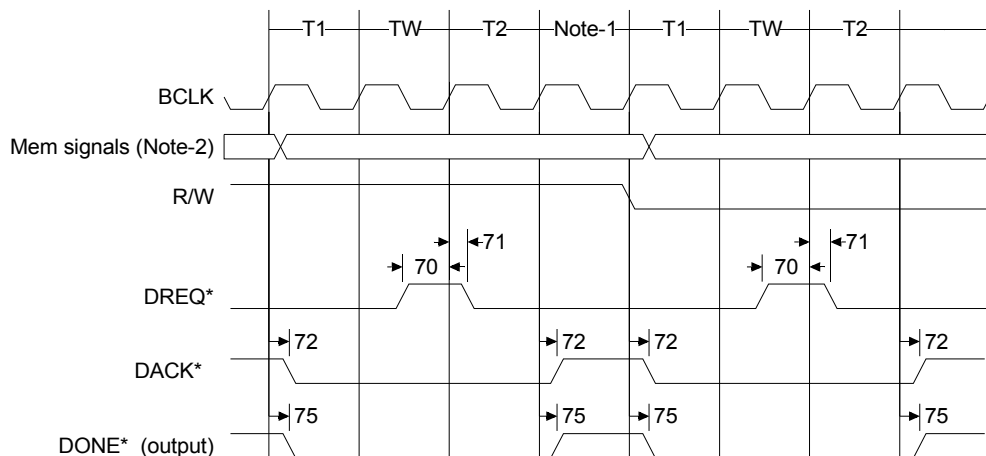 T1 TW T2 Note-1 T1 TW T2
BCLK
Mem signals (Note-2)
R/W
71 71
70 70
DREQ*
72 72 72 72
DACK*
75 75 75 75
DONE* (output)